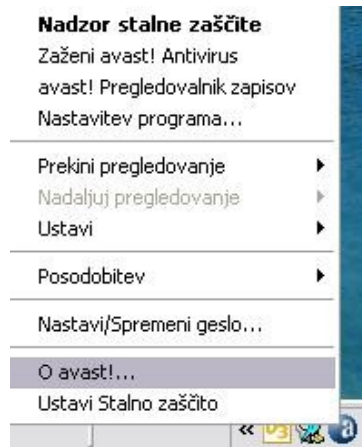 Nadzor stalne zaščite
Zaženi avast! Antivirus
avast! Pregledovalnik zapisov
Nastavitev programa...
Prekini pregledovanje
Nadaljuj pregledovanje
Ustavi
Posodobitev
Nastavi/Spremeni geslo...
O avast!...
Ustavi Stalno zaščito
«